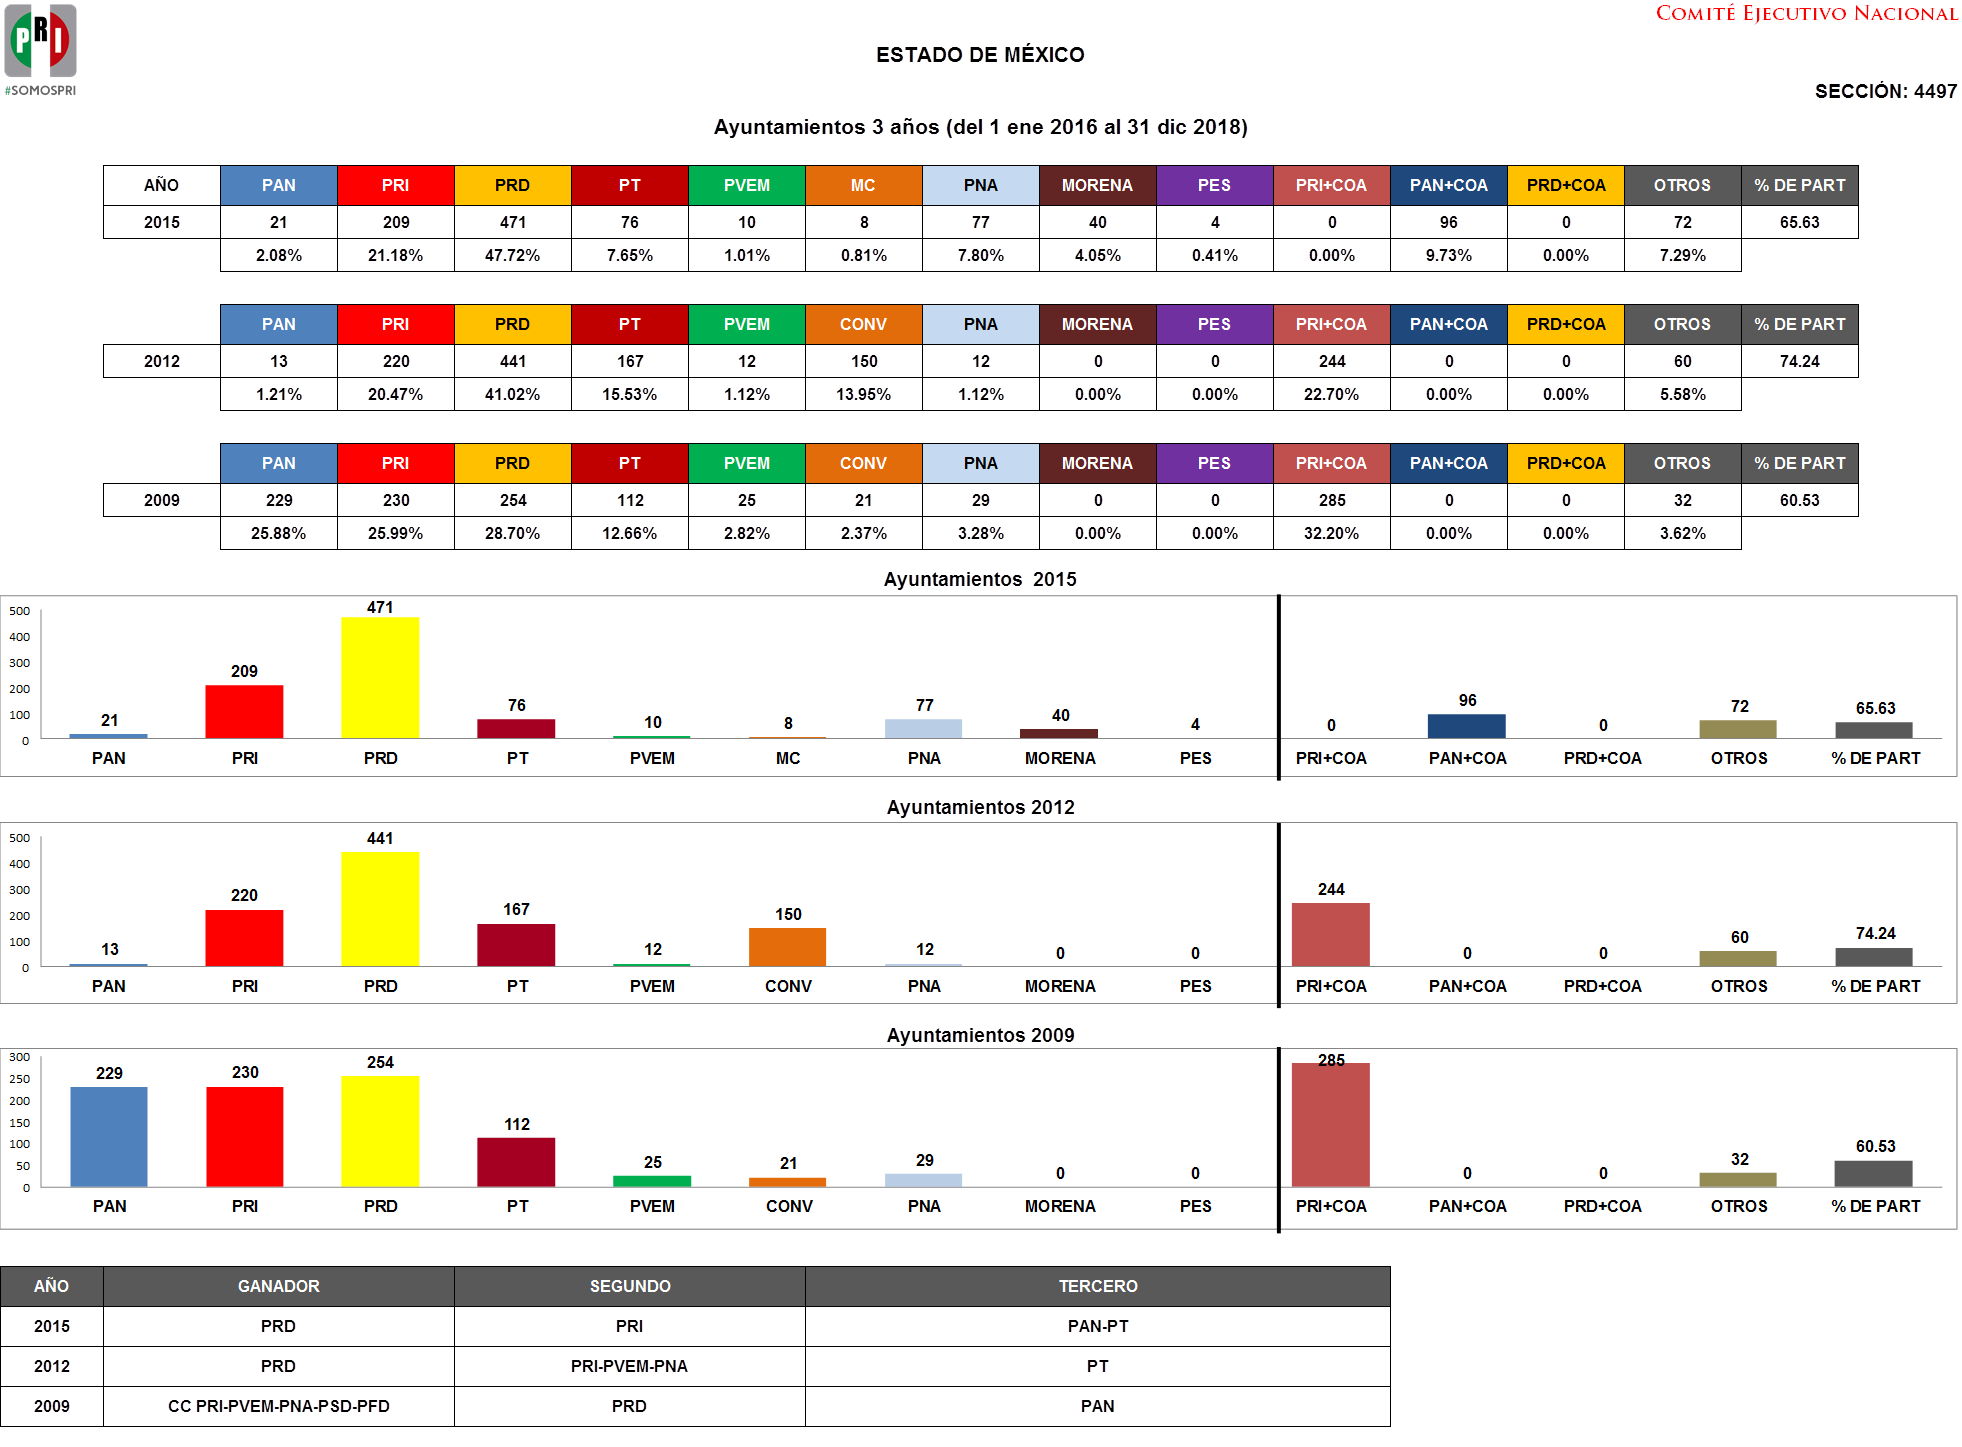 PRI
#SOMOSPRI
COMITÉ EJECUTIVO NACIONAL
ESTADO DE MÉXICO
SECCIÓN: 4497
Ayuntamientos 3 años (del 1 ene 2016 al 31 dic 2018)
AÑO PAN PRI PRD PT PVEM MC PNA MORENA PES PRI+COA PAN+COA PRD+COA OTROS % DE PART
2015 21 209 471 76 10 8 77 40 4 0 96 0 72 65.63
2.08% 21.18% 47.72% 7.65% 1.01% 0.81% 7.80% 4.05% 0.41% 0.00% 9.73% 0.00% 7.29%
PAN PRI PRD PT PVEM CONV PNA MORENA PES PRI+COA PAN+COA PRD+COA OTROS % DE PART
2012 13 220 441 167 12 150 12 0 0 244 0 0 60 74.24
1.21% 20.47% 41.02% 15.53% 1.12% 13.95% 1.12% 0.00% 0.00% 22.70% 0.00% 0.00% 5.58%
PAN PRI PRD PT PVEM CONV PNA MORENA PES PRI+COA PAN+COA PRD+COA OTROS % DE PART
2009 229 230 254 112 25 21 29 0 0 285 0 0 32 60.53
25.88% 25.99% 28.70% 12.66% 2.82% 2.37% 3.28% 0.00% 0.00% 32.20% 0.00% 0.00% 3.62%
Ayuntamientos 2015
500
400
300
200
100
0
21 209 471 76 10 8 77 40 4 0 96 0 72 65.63
PAN PRI PRD PT PVEM MC PNA MORENA PES PRI+COA PAN+COA PRD+COA OTROS % DE PART
Ayuntamientos 2012
500
400
300
200
100
0
13 220 441 167 12 150 12 0 0 244 0 0 60 74.24
PAN PRI PRD PT PVEM CONV PNA MORENA PES PRI+COA PAN+COA PRD+COA OTROS % DE PART
Ayuntamientos 2009
300
250
200
150
100
50
0
229 230 254 112 25 21 29 0 0 285 0 0 32 60.53
PAN PRI PRD PT PVEM CONV PNA MORENA PES PRI+COA PAN+COA PRD+COA OTROS % DE PART
AÑO GANADOR SEGUNDO TERCERO
2015 PRD PRI PAN-PT
2012 PRD PRI-PVEM-PNA PT
2009 CC PRI-PVEM-PNA-PSD-PFD PRD PAN